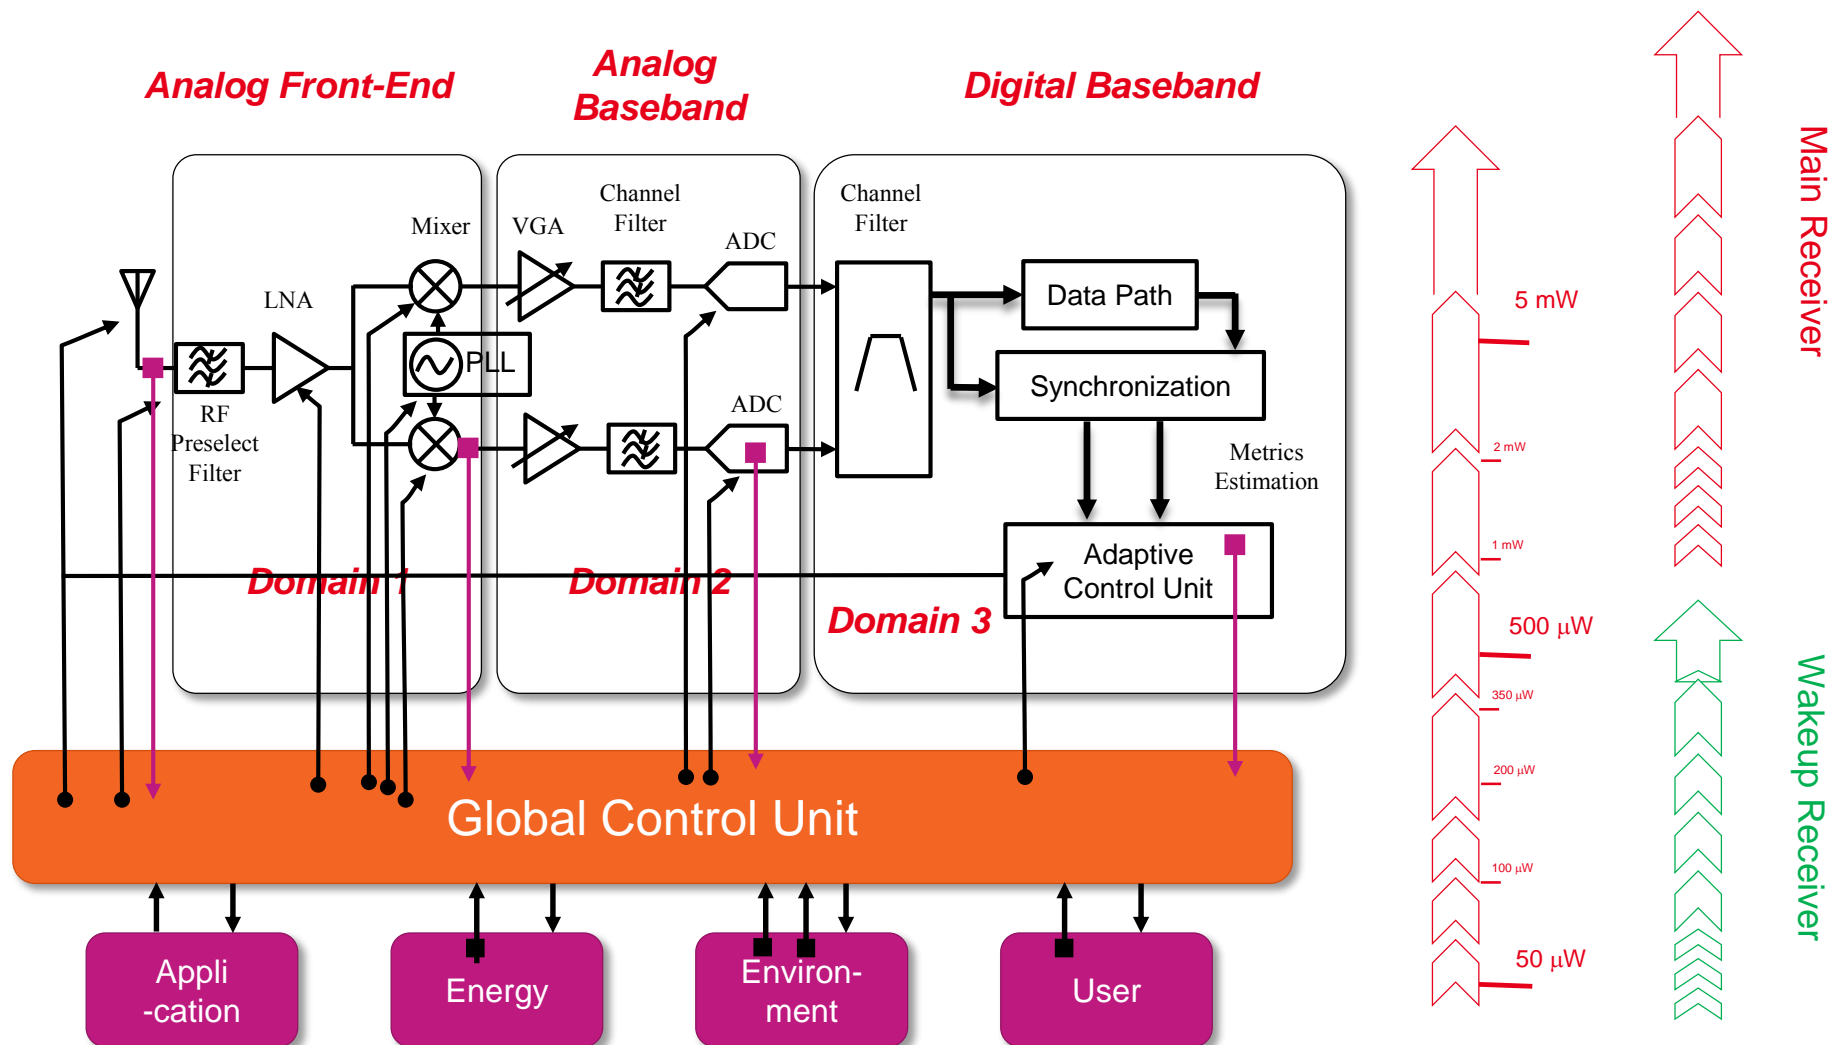 Analog Front-End
Analog
Baseband
Digital Baseband
Mixer
VGA
Channel
Filter
ADC
Channel
Filter
LNA
PLL
RF
Preselect
Filter
ADC
Data Path
Synchronization
Metrics
Estimation
Adaptive
Control Unit
Domain 1
Domain 2
Domain 3
Global Control Unit
Appli
-cation
Energy
Environ-
ment
User
5 mW
2 mW
1 mW
500 μW
350 μW
200 μW
100 μW
50 μW
Main Receiver
Wakeup Receiver